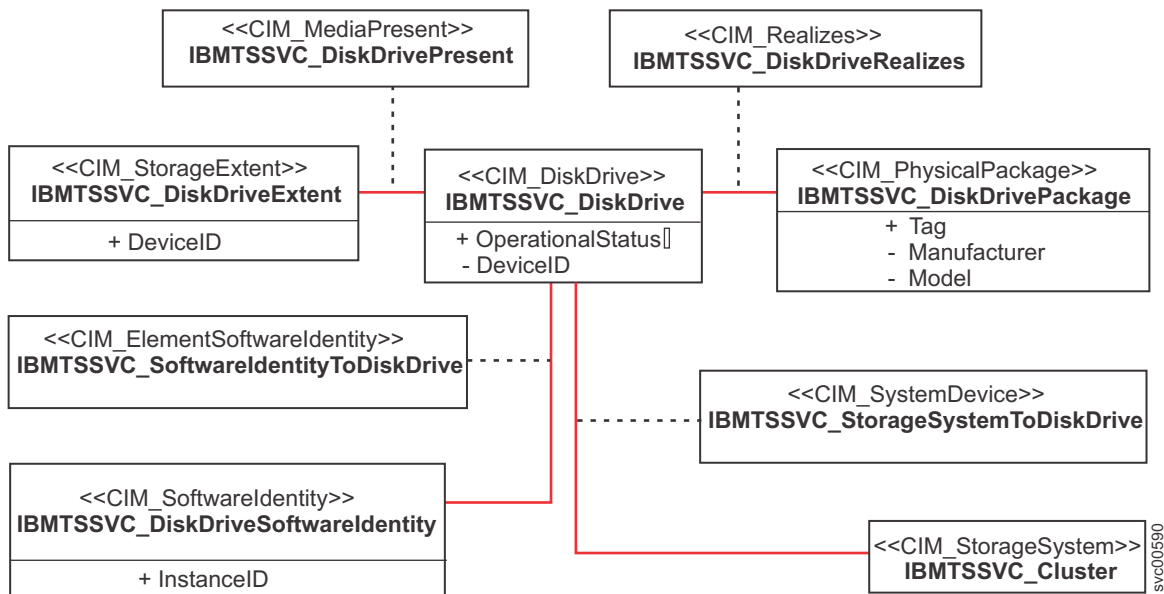 <<CIM_MediaPresent>>
IBMTSSVC_DiskDrivePresent
<<CIM_Realizes>>
IBMTSSVC_DiskDriveRealizes
<<CIM_StorageExtent>>
IBMTSSVC_DiskDriveExtent
+ DeviceID
<<CIM_DiskDrive>>
IBMTSSVC_DiskDrive
+ OperationalStatus[]
- DeviceID
<<CIM_PhysicalPackage>>
IBMTSSVC_DiskDrivePackage
+ Tag
- Manufacturer
- Model
<<CIM_ElementSoftwareIdentity>>
IBMTSSVC_SoftwareIdentityToDiskDrive
<<CIM_SystemDevice>>
IBMTSSVC_StorageSystemToDiskDrive
<<CIM_SoftwareIdentity>>
IBMTSSVC_DiskDriveSoftwareIdentity
+ InstanceID
<<CIM_StorageSystem>>
IBMTSSVC_Cluster
svc00590